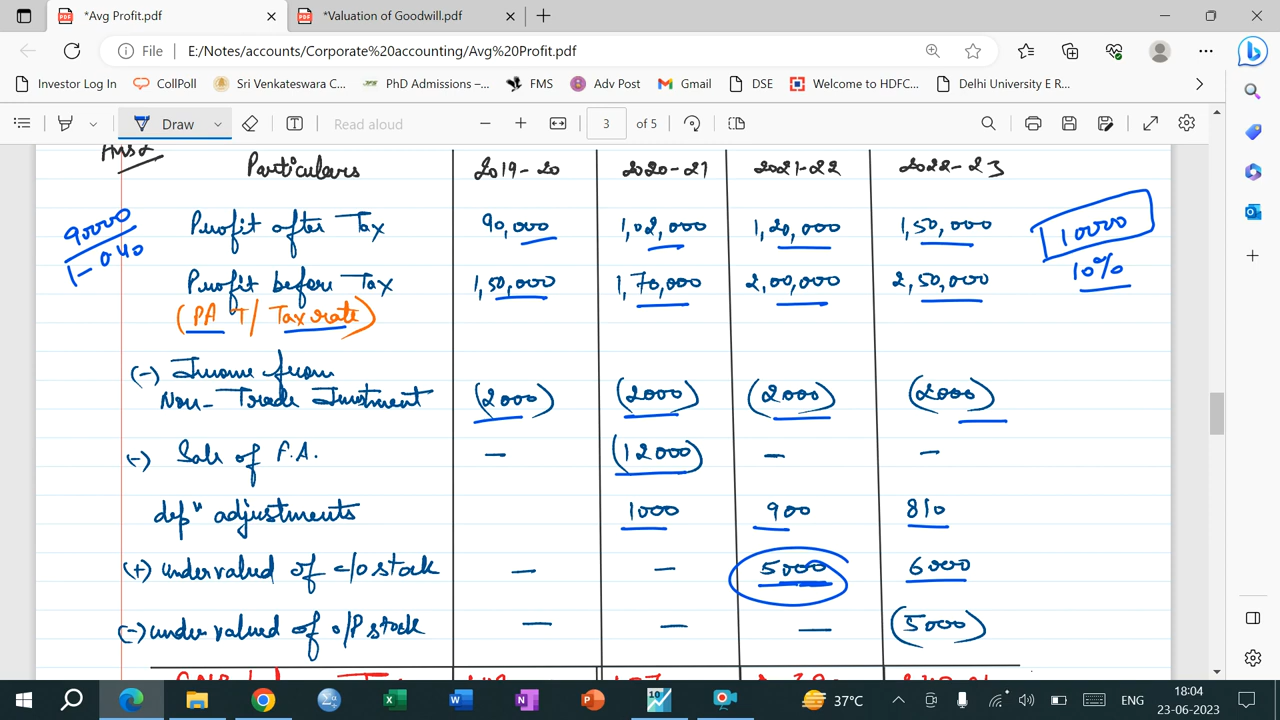 *Avg Profit.pdf
*Valuation of Goodwill.pdf
File
E:/Notes/accounts/Corporate%20accounting/Avg%20Profit.pdf
Investor Log In
CollPoll
Sri Venkateswara C...
PhD Admissions –...
FMS
Adv Post
Gmail
DSE
Welcome to HDFC...
Delhi University E R...
Draw
Read aloud
3 of 5
Ans2
Particulars 2019-20 2020-21 2021-22 2022-23
Profit after Tax 90,000 1,02,000 1,20,000 1,50,000
Profit before Tax 1,50,000 1,70,000 2,00,000 2,50,000
(PAT/Tax rate)
90000
1-0.40
10000
10%
(-) Income from
Non-Trade Investment (2000) (2000) (2000) (2000)
(-) Sale of F.A. — (12000) — —
depⁿ adjustments 1000 900 810
(+) undervalued of c/o stock — — 5000 6000
(-) undervalued of o/p stock — — — (5000)
37°C
ENG
18:04
23-06-2023